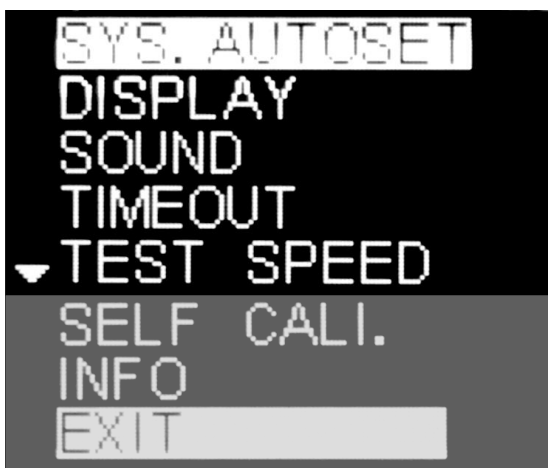 SYS. AUTOSET
DISPLAY
SOUND
TIMEOUT
TEST SPEED
SELF CALI.
INFO
EXIT